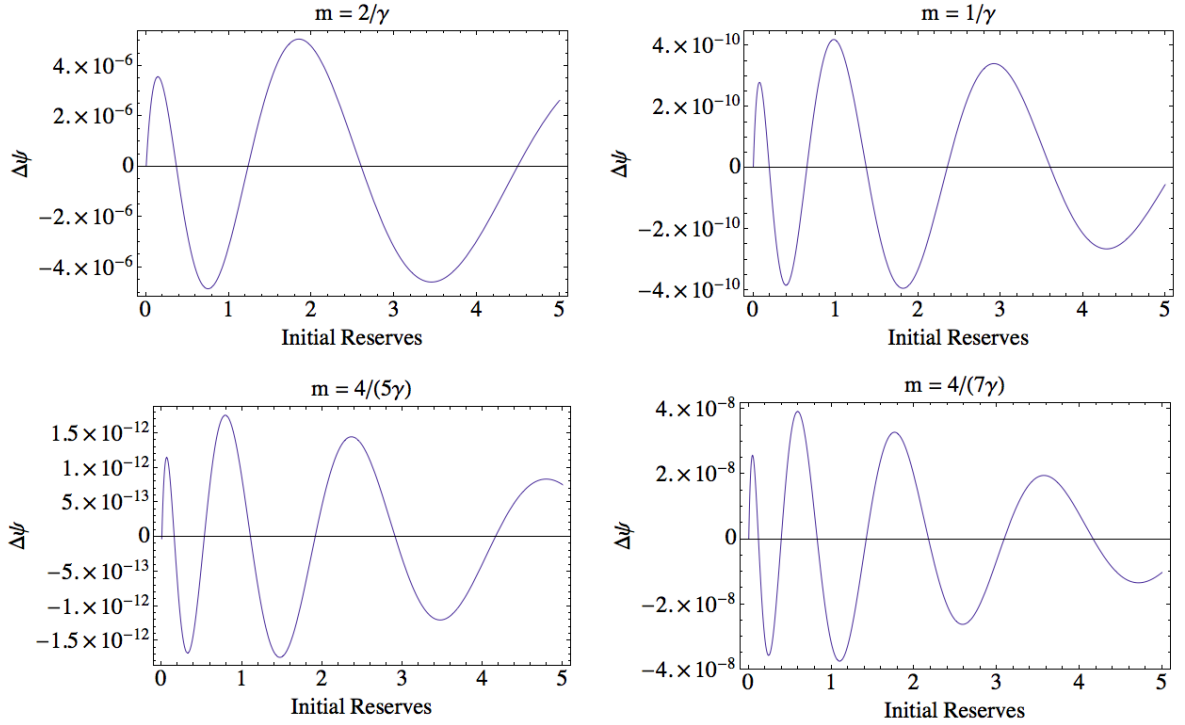 m = 2/γ
4.×10⁻⁶
2.×10⁻⁶
0
−2.×10⁻⁶
−4.×10⁻⁶
Δψ
0 1 2 3 4 5
Initial Reserves
m = 1/γ
4.×10⁻¹⁰
2.×10⁻¹⁰
0
−2.×10⁻¹⁰
−4.×10⁻¹⁰
Δψ
0 1 2 3 4 5
Initial Reserves
m = 4/(5γ)
1.5×10⁻¹²
1.×10⁻¹²
5.×10⁻¹³
0
−5.×10⁻¹³
−1.×10⁻¹²
−1.5×10⁻¹²
Δψ
0 1 2 3 4 5
Initial Reserves
m = 4/(7γ)
4.×10⁻⁸
2.×10⁻⁸
0
−2.×10⁻⁸
−4.×10⁻⁸
Δψ
0 1 2 3 4 5
Initial Reserves